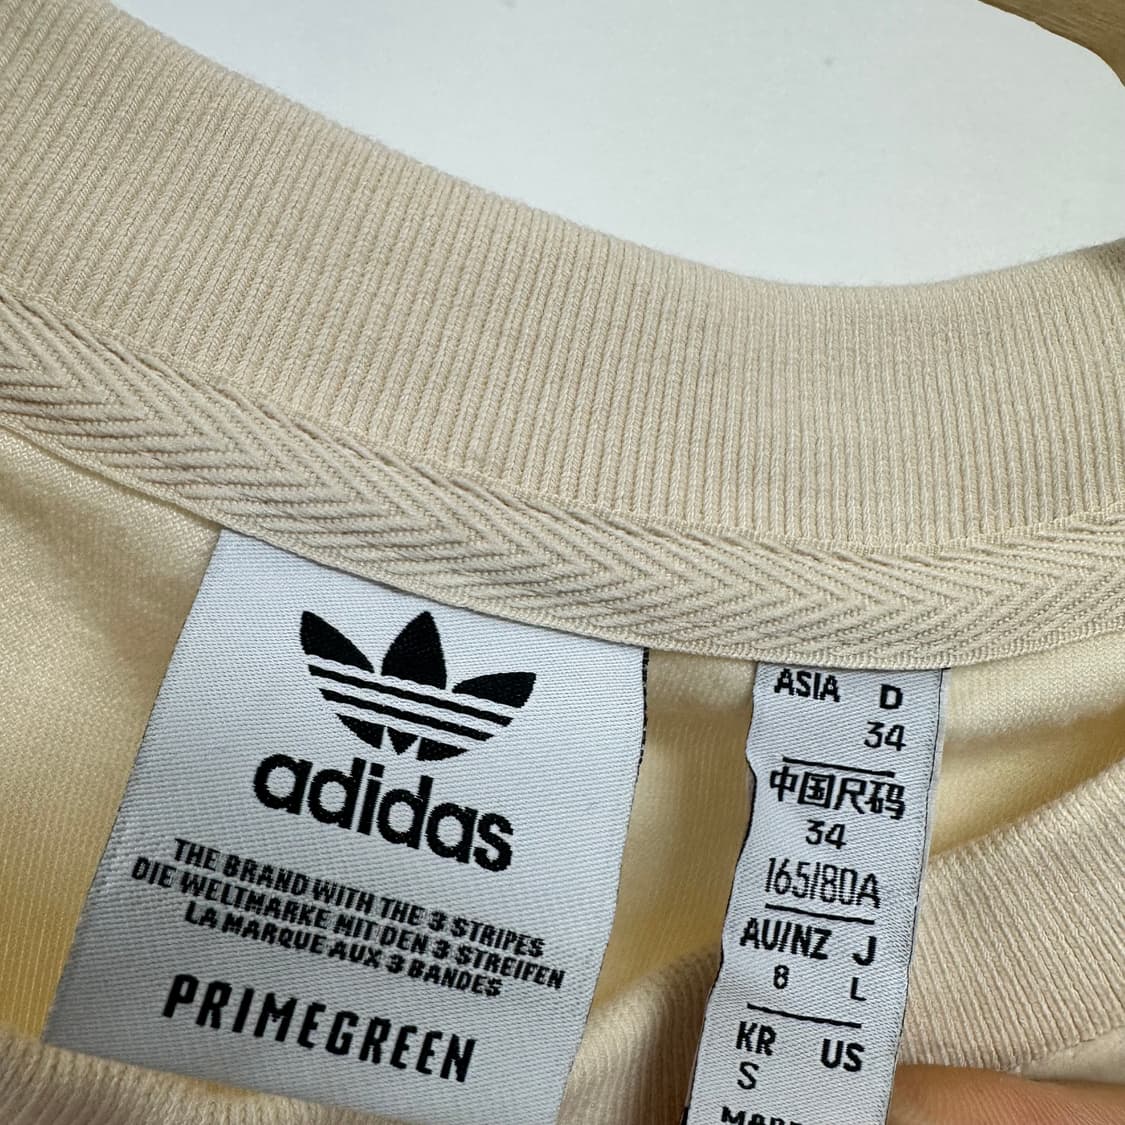 adidas
THE BRAND WITH THE 3 STRIPES
DIE WELTMARKE MIT DEN 3 STREIFEN
LA MARQUE AUX 3 BANDES
PRIMEGREEN
ASIA D
34
中国尺码
34
165/80A
AU/NZ J
8 L
KR US
S